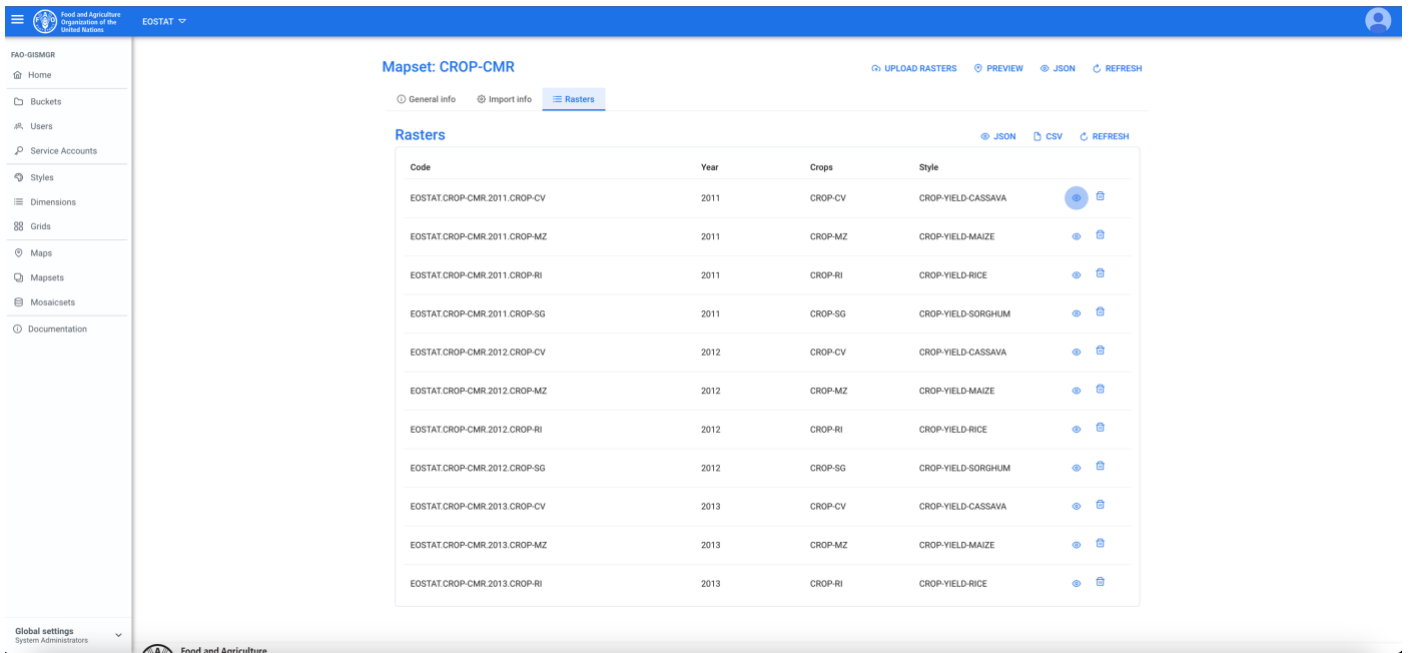 Food and Agriculture
Organization of the
United Nations
EOSTAT
FAO-GISMGR
Home
Buckets
Users
Service Accounts
Styles
Dimensions
Grids
Maps
Mapsets
Mosaicsets
Documentation
Global settings
System Administrators
Mapset: CROP-CMR
UPLOAD RASTERS PREVIEW JSON REFRESH
General info Import info Rasters
Rasters
JSON CSV REFRESH
Code Year Crops Style
EOSTAT.CROP-CMR.2011.CROP-CV 2011 CROP-CV CROP-YIELD-CASSAVA
EOSTAT.CROP-CMR.2011.CROP-MZ 2011 CROP-MZ CROP-YIELD-MAIZE
EOSTAT.CROP-CMR.2011.CROP-RI 2011 CROP-RI CROP-YIELD-RICE
EOSTAT.CROP-CMR.2011.CROP-SG 2011 CROP-SG CROP-YIELD-SORGHUM
EOSTAT.CROP-CMR.2012.CROP-CV 2012 CROP-CV CROP-YIELD-CASSAVA
EOSTAT.CROP-CMR.2012.CROP-MZ 2012 CROP-MZ CROP-YIELD-MAIZE
EOSTAT.CROP-CMR.2012.CROP-RI 2012 CROP-RI CROP-YIELD-RICE
EOSTAT.CROP-CMR.2012.CROP-SG 2012 CROP-SG CROP-YIELD-SORGHUM
EOSTAT.CROP-CMR.2013.CROP-CV 2013 CROP-CV CROP-YIELD-CASSAVA
EOSTAT.CROP-CMR.2013.CROP-MZ 2013 CROP-MZ CROP-YIELD-MAIZE
EOSTAT.CROP-CMR.2013.CROP-RI 2013 CROP-RI CROP-YIELD-RICE
Food and Agriculture